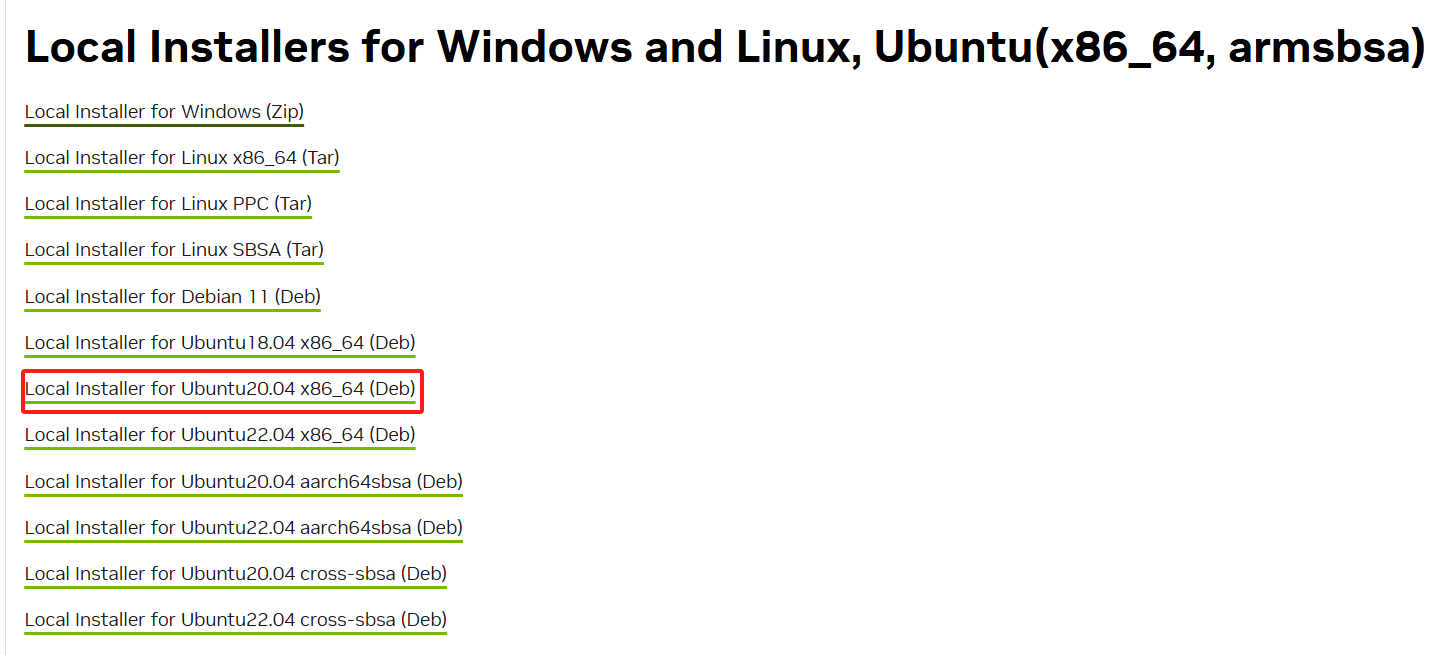 Local Installers for Windows and Linux, Ubuntu(x86_64, armsbsa)
Local Installer for Windows (Zip)
Local Installer for Linux x86_64 (Tar)
Local Installer for Linux PPC (Tar)
Local Installer for Linux SBSA (Tar)
Local Installer for Debian 11 (Deb)
Local Installer for Ubuntu18.04 x86_64 (Deb)
Local Installer for Ubuntu20.04 x86_64 (Deb)
Local Installer for Ubuntu22.04 x86_64 (Deb)
Local Installer for Ubuntu20.04 aarch64sbsa (Deb)
Local Installer for Ubuntu22.04 aarch64sbsa (Deb)
Local Installer for Ubuntu20.04 cross-sbsa (Deb)
Local Installer for Ubuntu22.04 cross-sbsa (Deb)